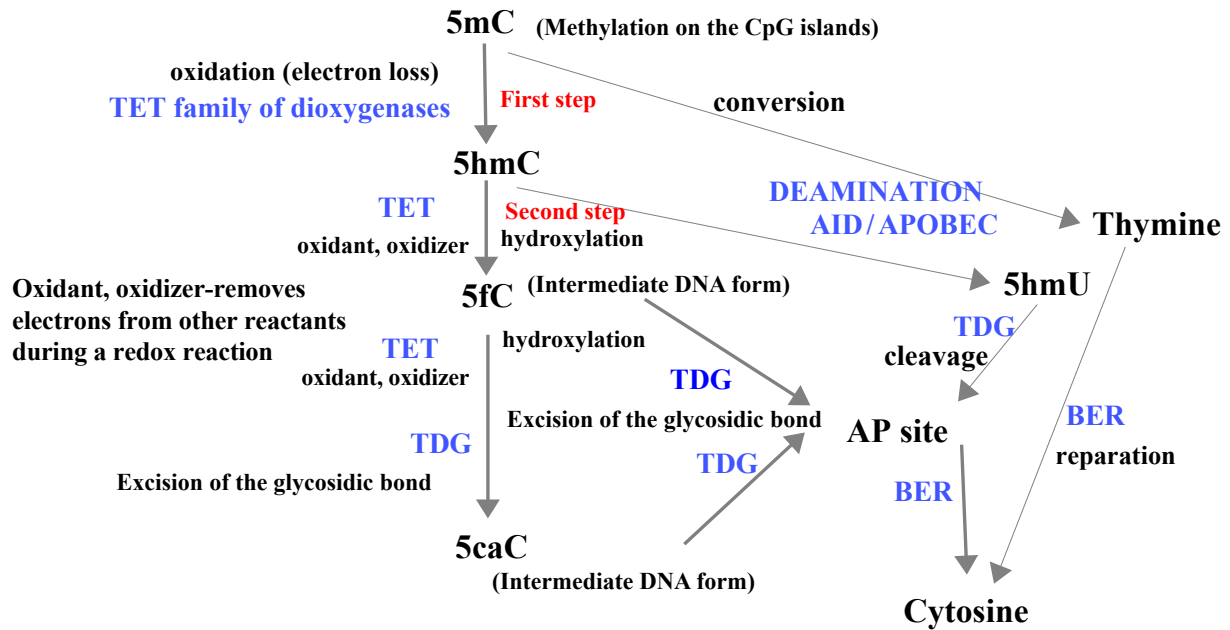 5mC (Methylation on the CpG islands)
oxidation (electron loss)
TET family of dioxygenases
First step
conversion
5hmC
DEAMINATION
AID/APOBEC
Thymine
TET
Second step
oxidant, oxidizer
hydroxylation
5hmU
5fC (Intermediate DNA form)
Oxidant, oxidizer-removes
electrons from other reactants
during a redox reaction
hydroxylation
TET
oxidant, oxidizer
TDG
cleavage
TDG
Excision of the glycosidic bond
AP site
BER
reparation
TDG
TDG
Excision of the glycosidic bond
BER
5caC
(Intermediate DNA form)
Cytosine